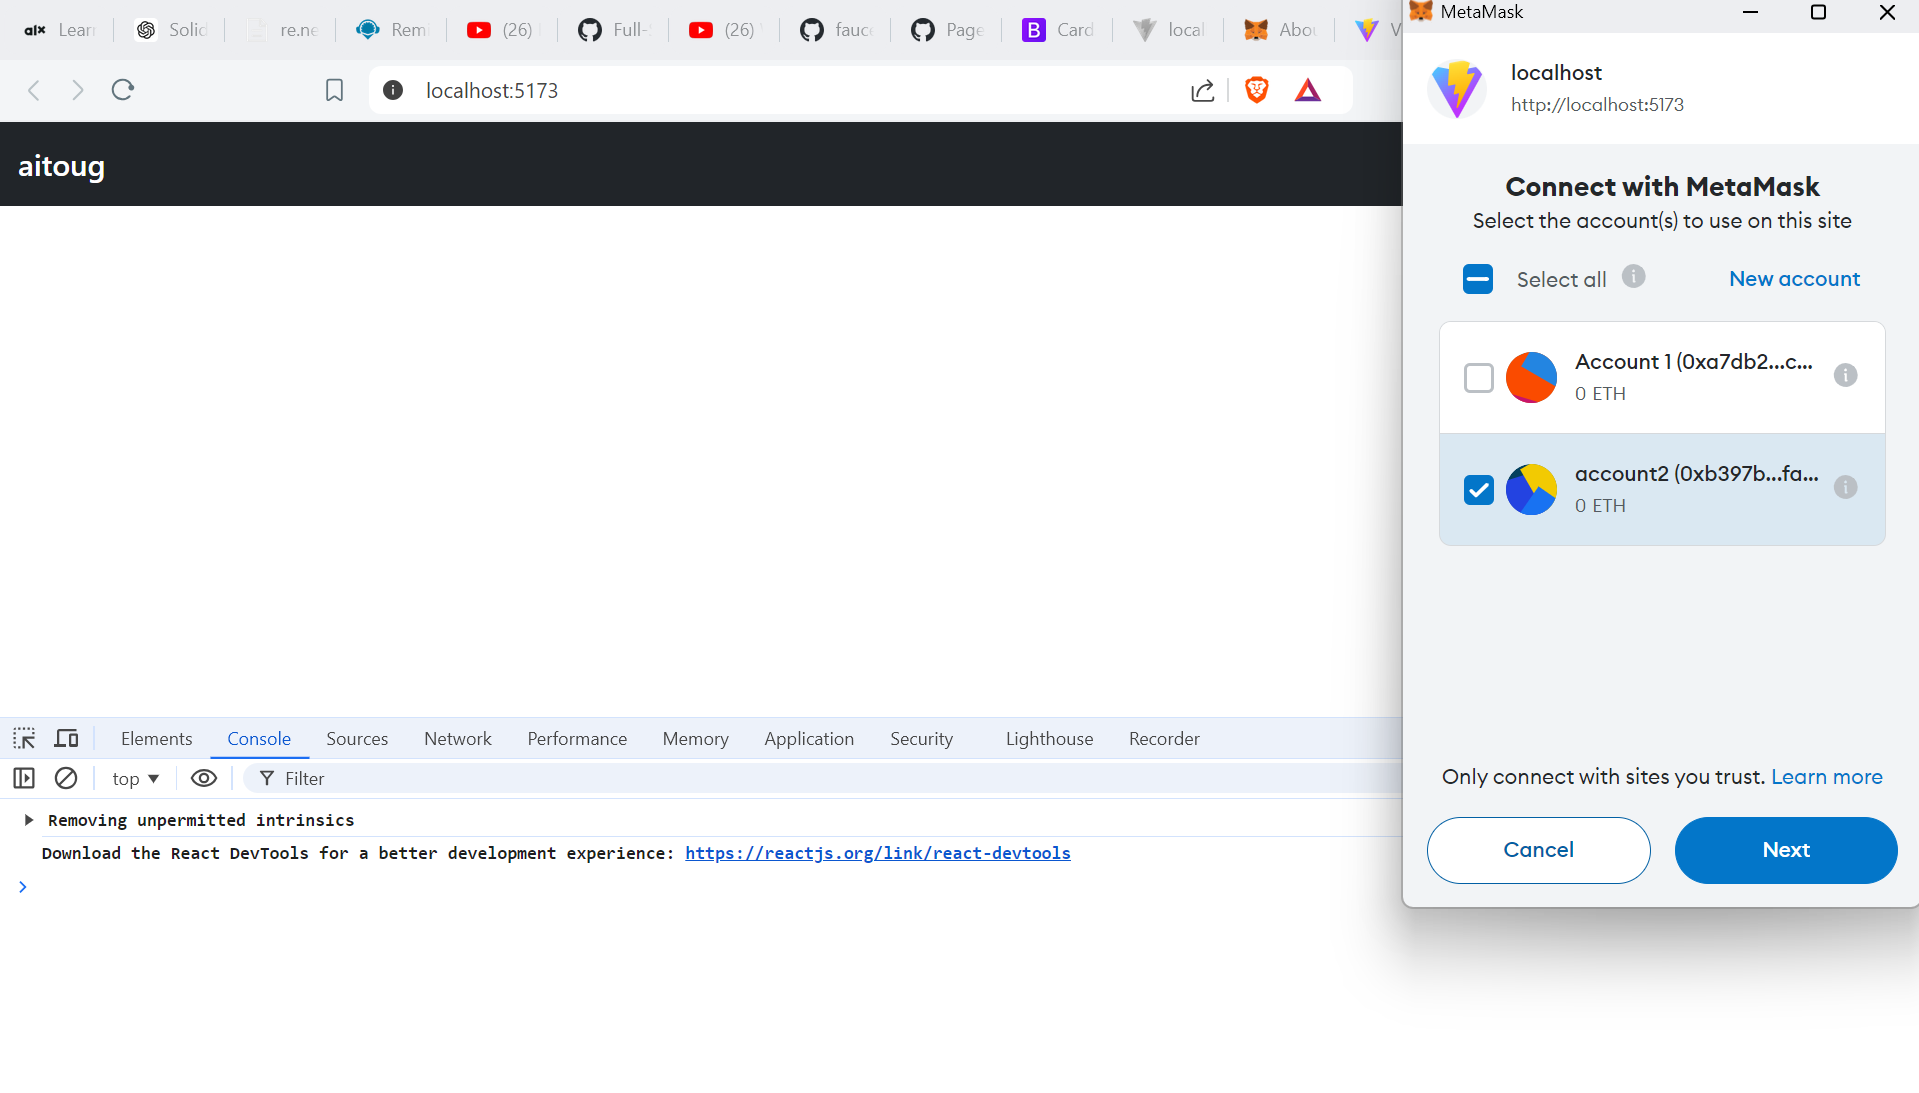 alx Lear
Solid
re.ne
Rem
(26)
Full-
(26)
fauc
Page
B Card
local
Abou
V
localhost:5173
aitoug
Elements Console Sources Network Performance Memory Application Security Lighthouse Recorder
top Filter
Removing unpermitted intrinsics
Download the React DevTools for a better development experience: https://reactjs.org/link/react-devtools
MetaMask
localhost
http://localhost:5173
Connect with MetaMask
Select the account(s) to use on this site
Select all New account
Account 1 (0xa7db2...c...
0 ETH
account2 (0xb397b...fa...
0 ETH
Only connect with sites you trust. Learn more
Cancel Next